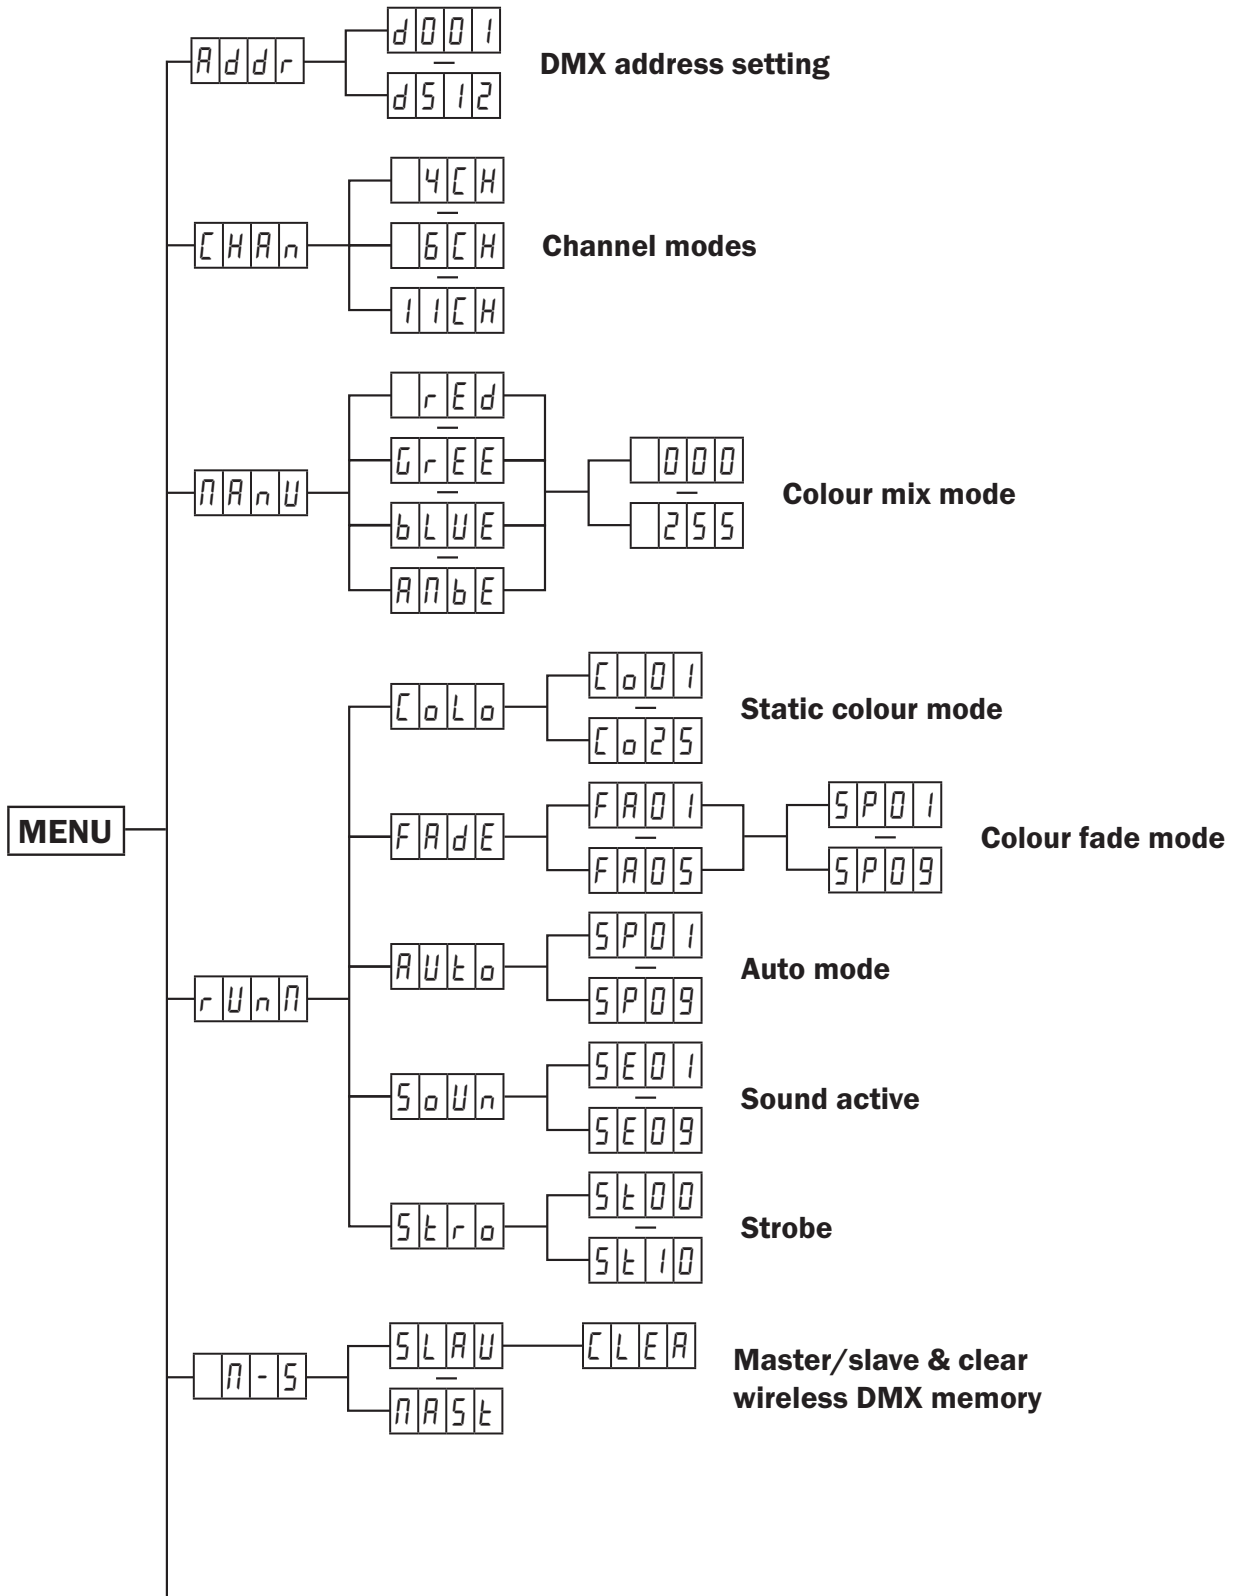 Addr
d001
d512
DMX address setting
CHAn
4CH
6CH
11CH
Channel modes
MAnU
rEd
GrEE
bLUE
AMbE
000
255
Colour mix mode
MENU
rUnM
CoLo
Co01
Co25
Static colour mode
FAdE
FA01
FA05
SP01
SP09
Colour fade mode
AUto
SP01
SP09
Auto mode
SoUn
SE01
SE09
Sound active
Stro
St00
St10
Strobe
M-S
SLAU
CLEA
MASt
Master/slave & clear
wireless DMX memory